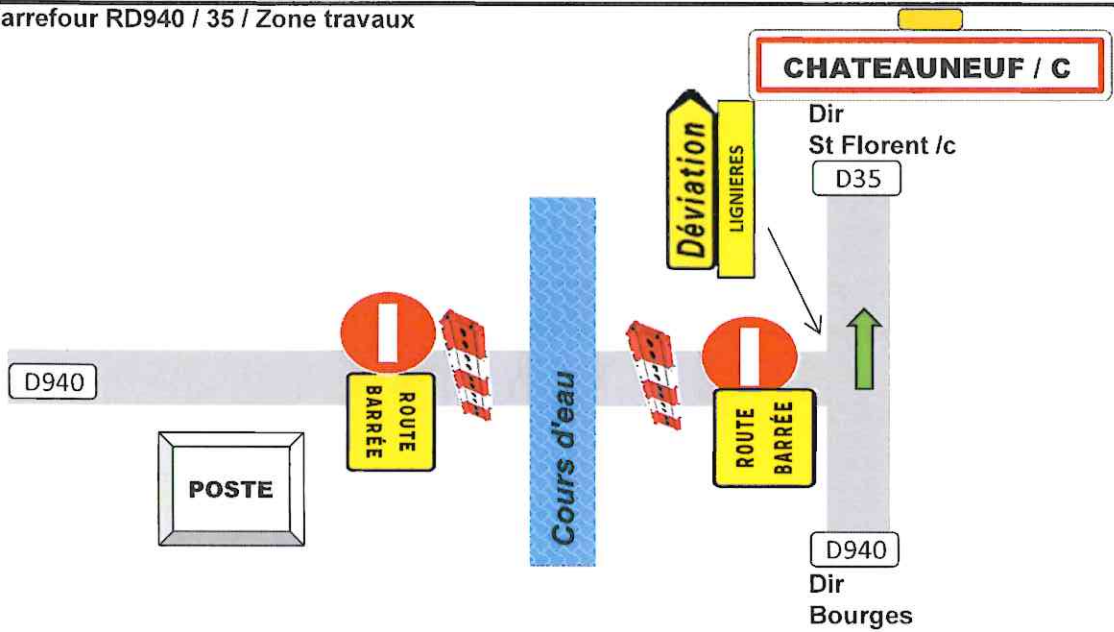 arrefour RD940 / 35 / Zone travaux
CHATEAUNEUF / C
Dir
St Florent /c
D35
Déviation
LIGNIERES
D940
ROUTE
BARRÉE
POSTE
Cours d'eau
ROUTE
BARRÉE
D940
Dir
Bourges